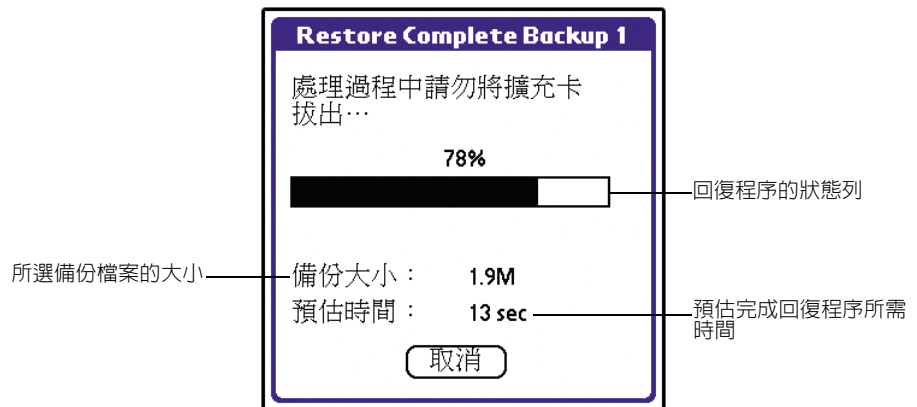 Restore Complete Backup 1
處理過程中請勿將擴充卡
拔出…
78%
回復程序的狀態列
所選備份檔案的大小
備份大小： 1.9M
預估時間： 13 sec
預估完成回復程序所需
時間
取消